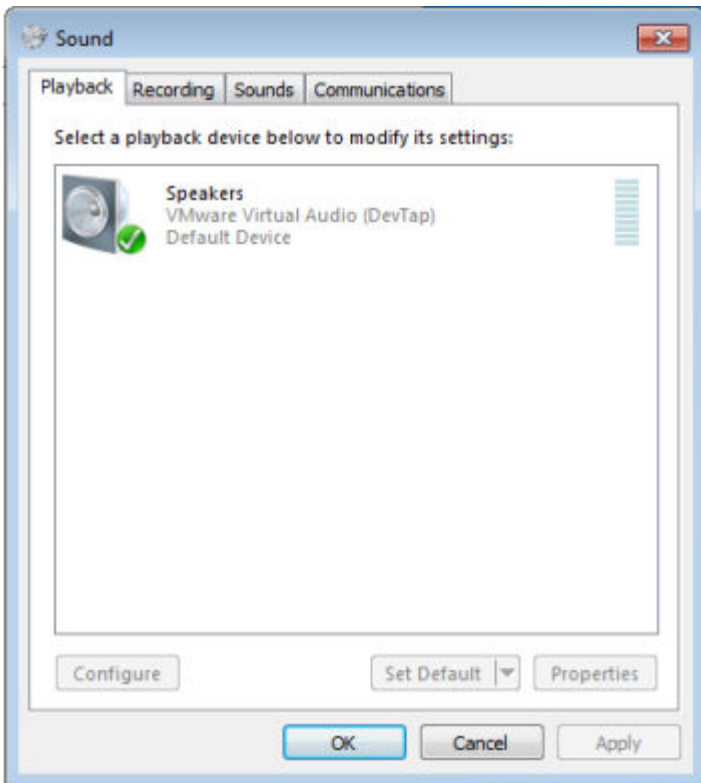 Sound
Playback Recording Sounds Communications
Select a playback device below to modify its settings:
Speakers
VMware Virtual Audio (DevTap)
Default Device
Configure Set Default Properties
OK Cancel Apply